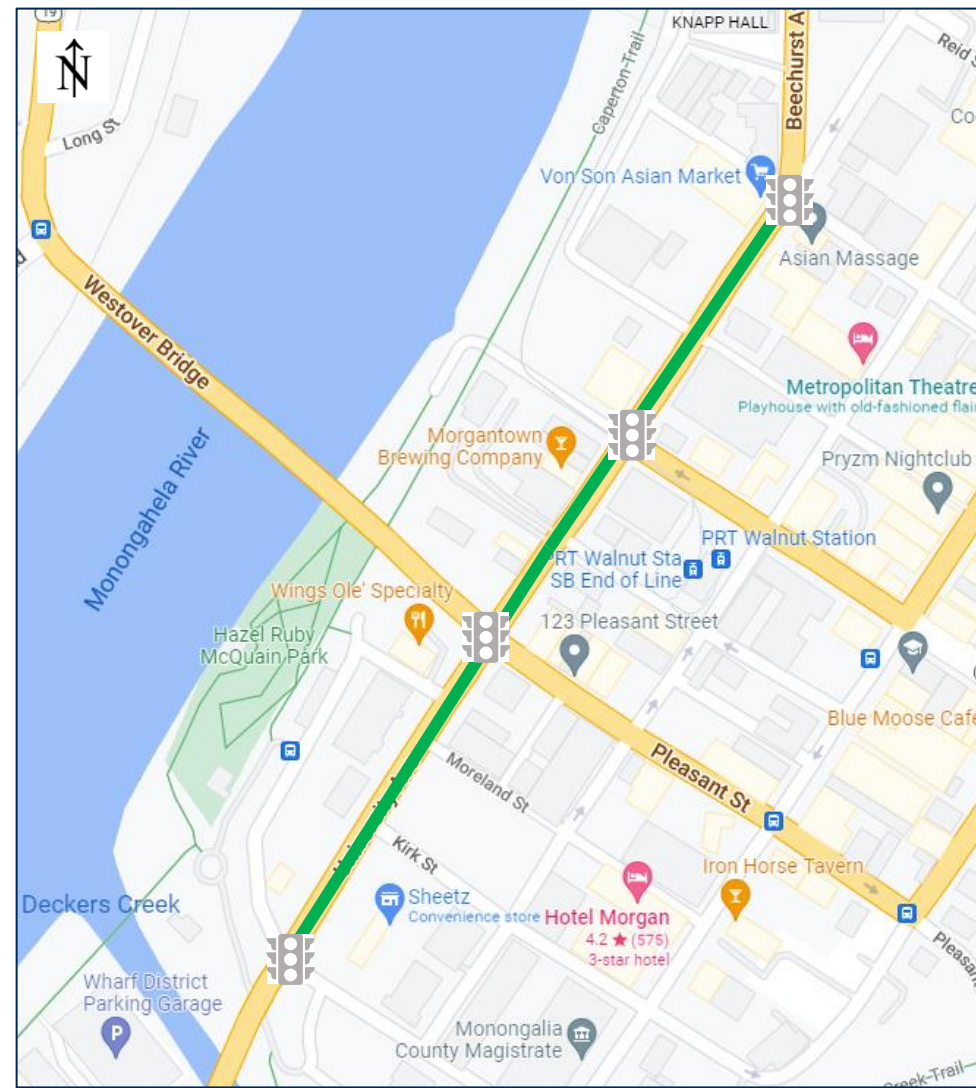 19
N
KNAPP HALL
Beechurst A
Reid S
Co
Long St
Caperton-Trail
Von Son Asian Market
Asian Massage
Westover Bridge
Metropolitan Theatre
Playhouse with old-fashioned flair
Morgantown
Brewing Company
Pryzm Nightclub
Monongahela River
PRT Walnut Station
PRT Walnut Sta
SB End of Line
Wings Ole' Specialty
123 Pleasant Street
Hazel Ruby
McQuain Park
Blue Moose Cafe
Pleasant St
Moreland St
Kirk St
Iron Horse Tavern
Deckers Creek
Sheetz
Convenience store
Hotel Morgan
4.2 ★ (575)
3-star hotel
Pleasant
Wharf District
Parking Garage
P
Monongalia
County Magistrate
Creek-Trail